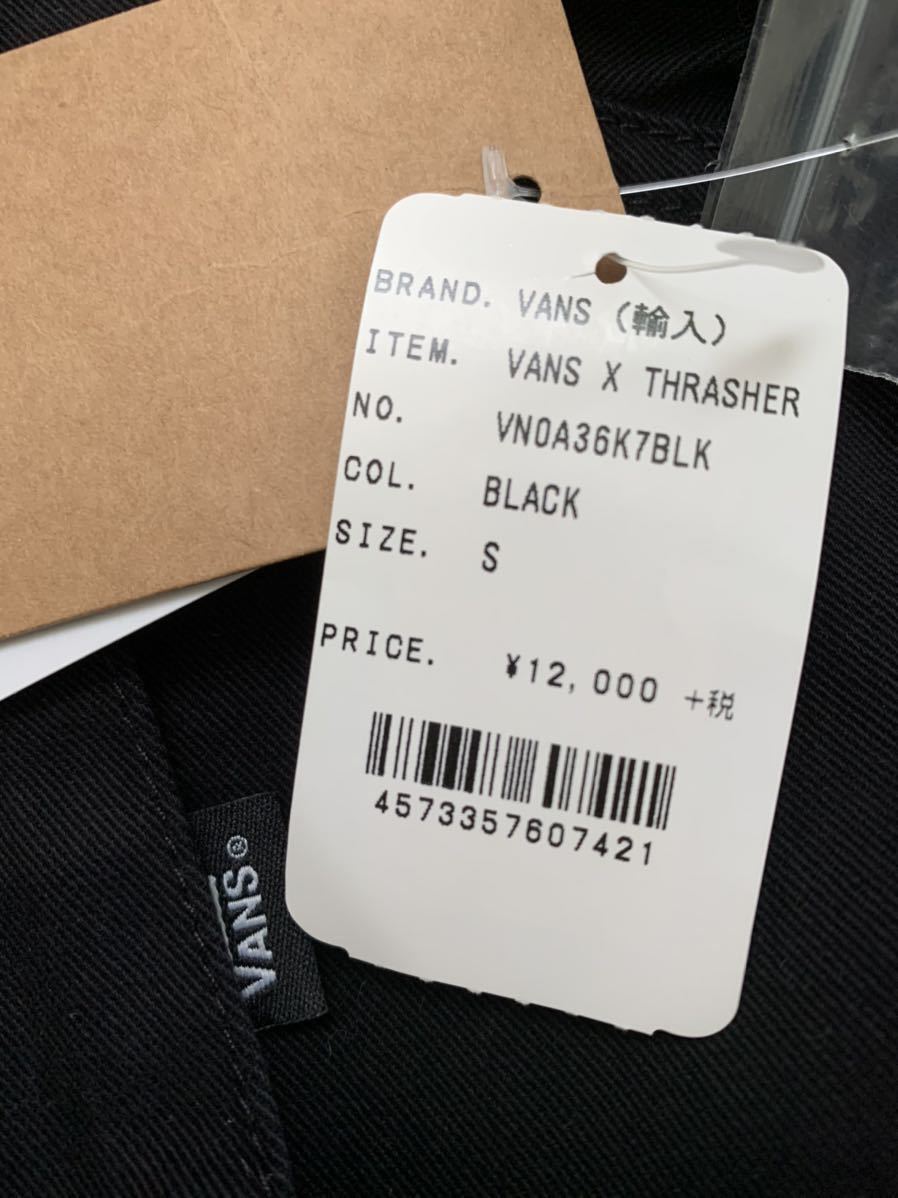 BRAND. VANS (輸入)
ITEM. VANS X THRASHER
NO. VN0A36K7BLK
COL. BLACK
SIZE. S
PRICE. ¥12,000 +税
4573357607421
VANS®